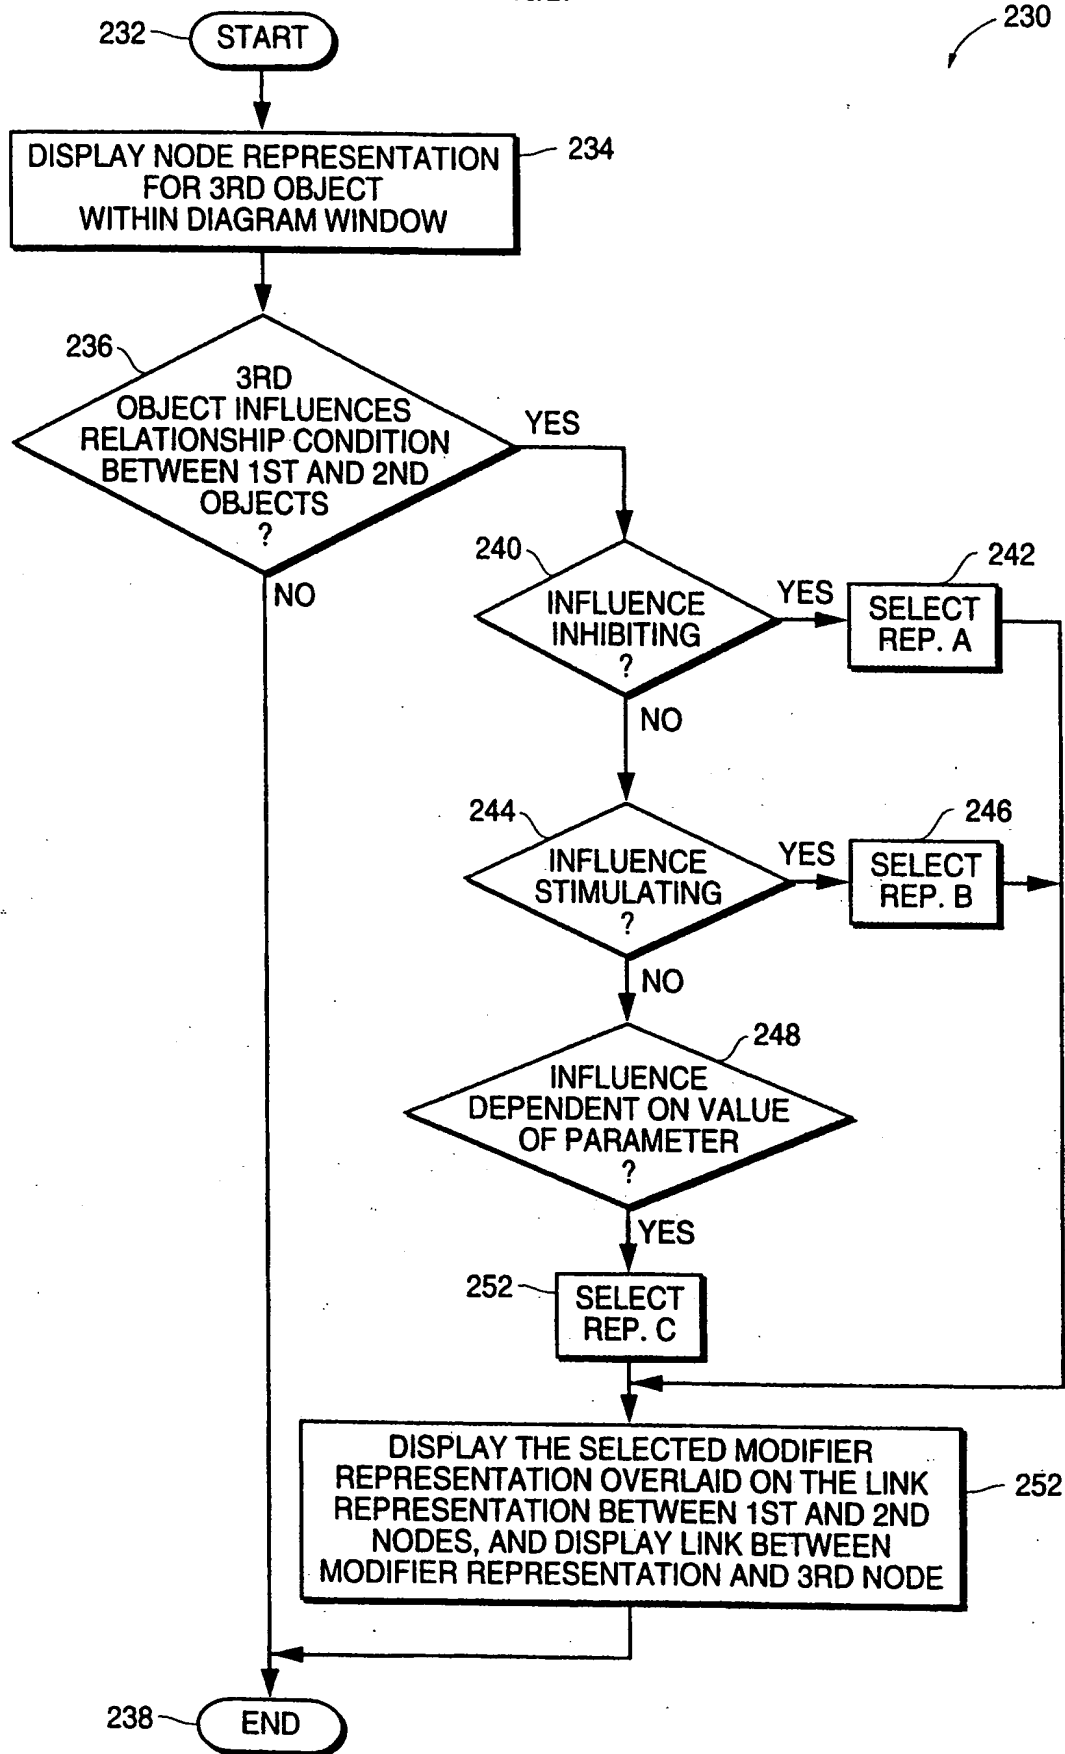 230
232
START
234
DISPLAY NODE REPRESENTATION
FOR 3RD OBJECT
WITHIN DIAGRAM WINDOW
236
3RD
OBJECT INFLUENCES
RELATIONSHIP CONDITION
BETWEEN 1ST AND 2ND
OBJECTS
?
YES
NO
240
INFLUENCE
INHIBITING
?
YES
242
SELECT
REP. A
NO
244
INFLUENCE
STIMULATING
?
YES
246
SELECT
REP. B
NO
248
INFLUENCE
DEPENDENT ON VALUE
OF PARAMETER
?
YES
252
SELECT
REP. C
DISPLAY THE SELECTED MODIFIER
REPRESENTATION OVERLAID ON THE LINK
REPRESENTATION BETWEEN 1ST AND 2ND
NODES, AND DISPLAY LINK BETWEEN
MODIFIER REPRESENTATION AND 3RD NODE
252
238
END